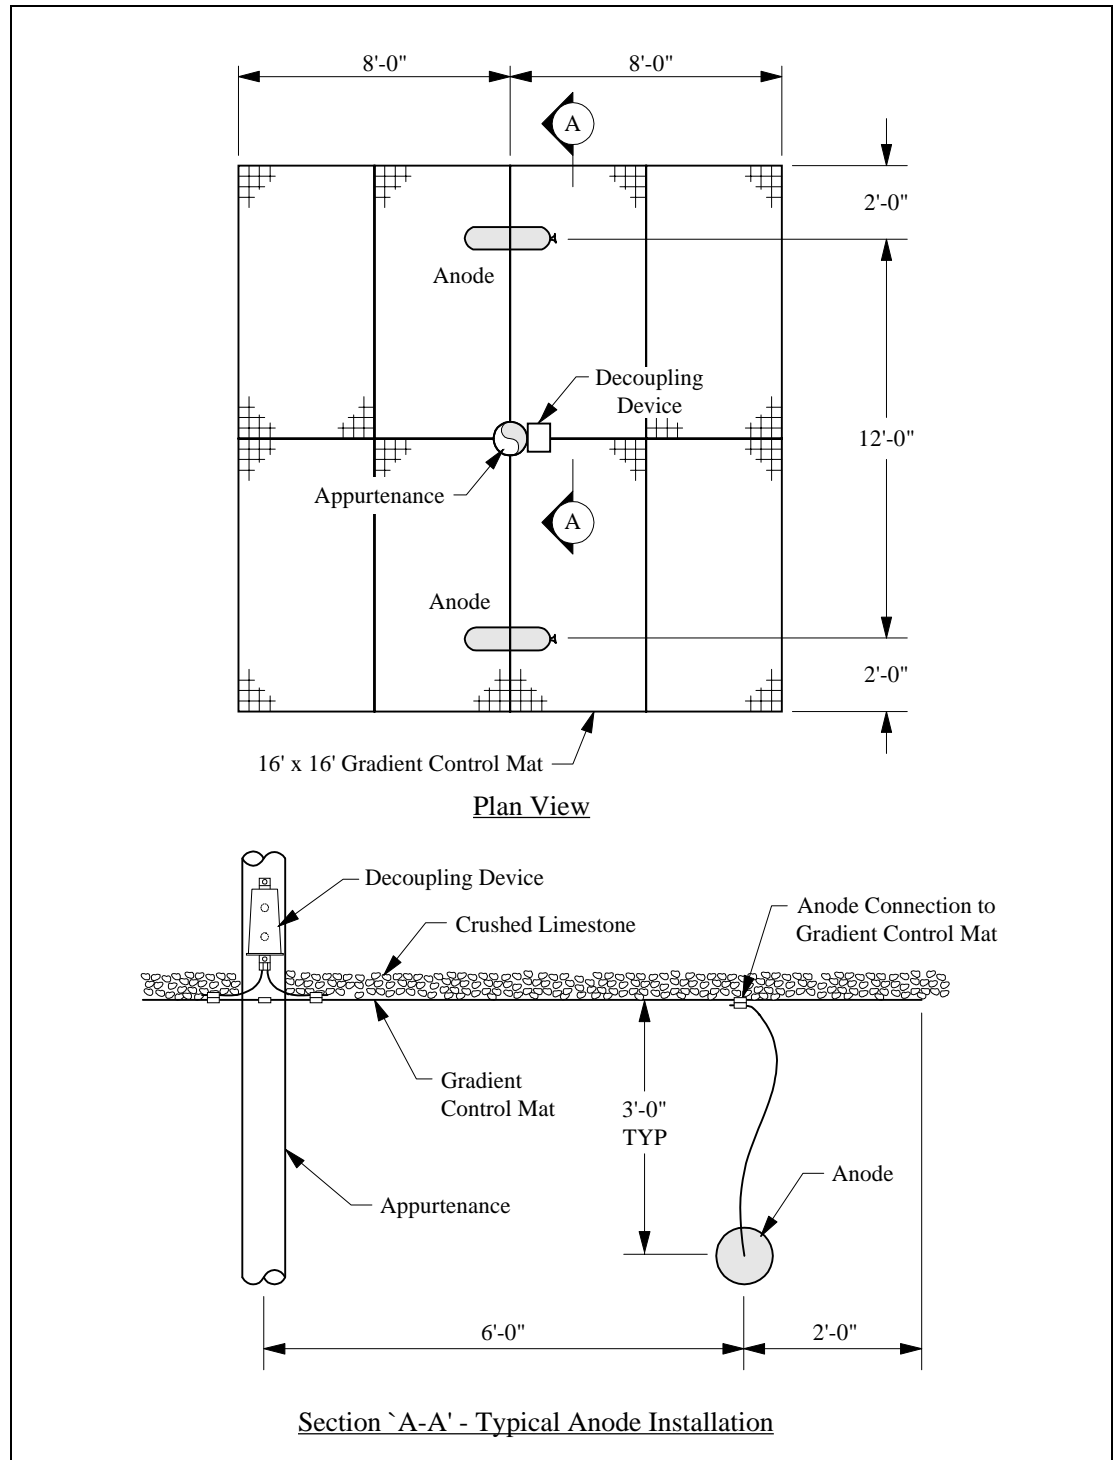 8'-0"
8'-0"
A
2'-0"
Anode
Decoupling
Device
12'-0"
Appurtenance
A
Anode
2'-0"
16' x 16' Gradient Control Mat
Plan View
Decoupling Device
Crushed Limestone
Anode Connection to
Gradient Control Mat
Gradient
Control Mat
3'-0"
TYP
Anode
Appurtenance
6'-0"
2'-0"
Section `A-A' - Typical Anode Installation